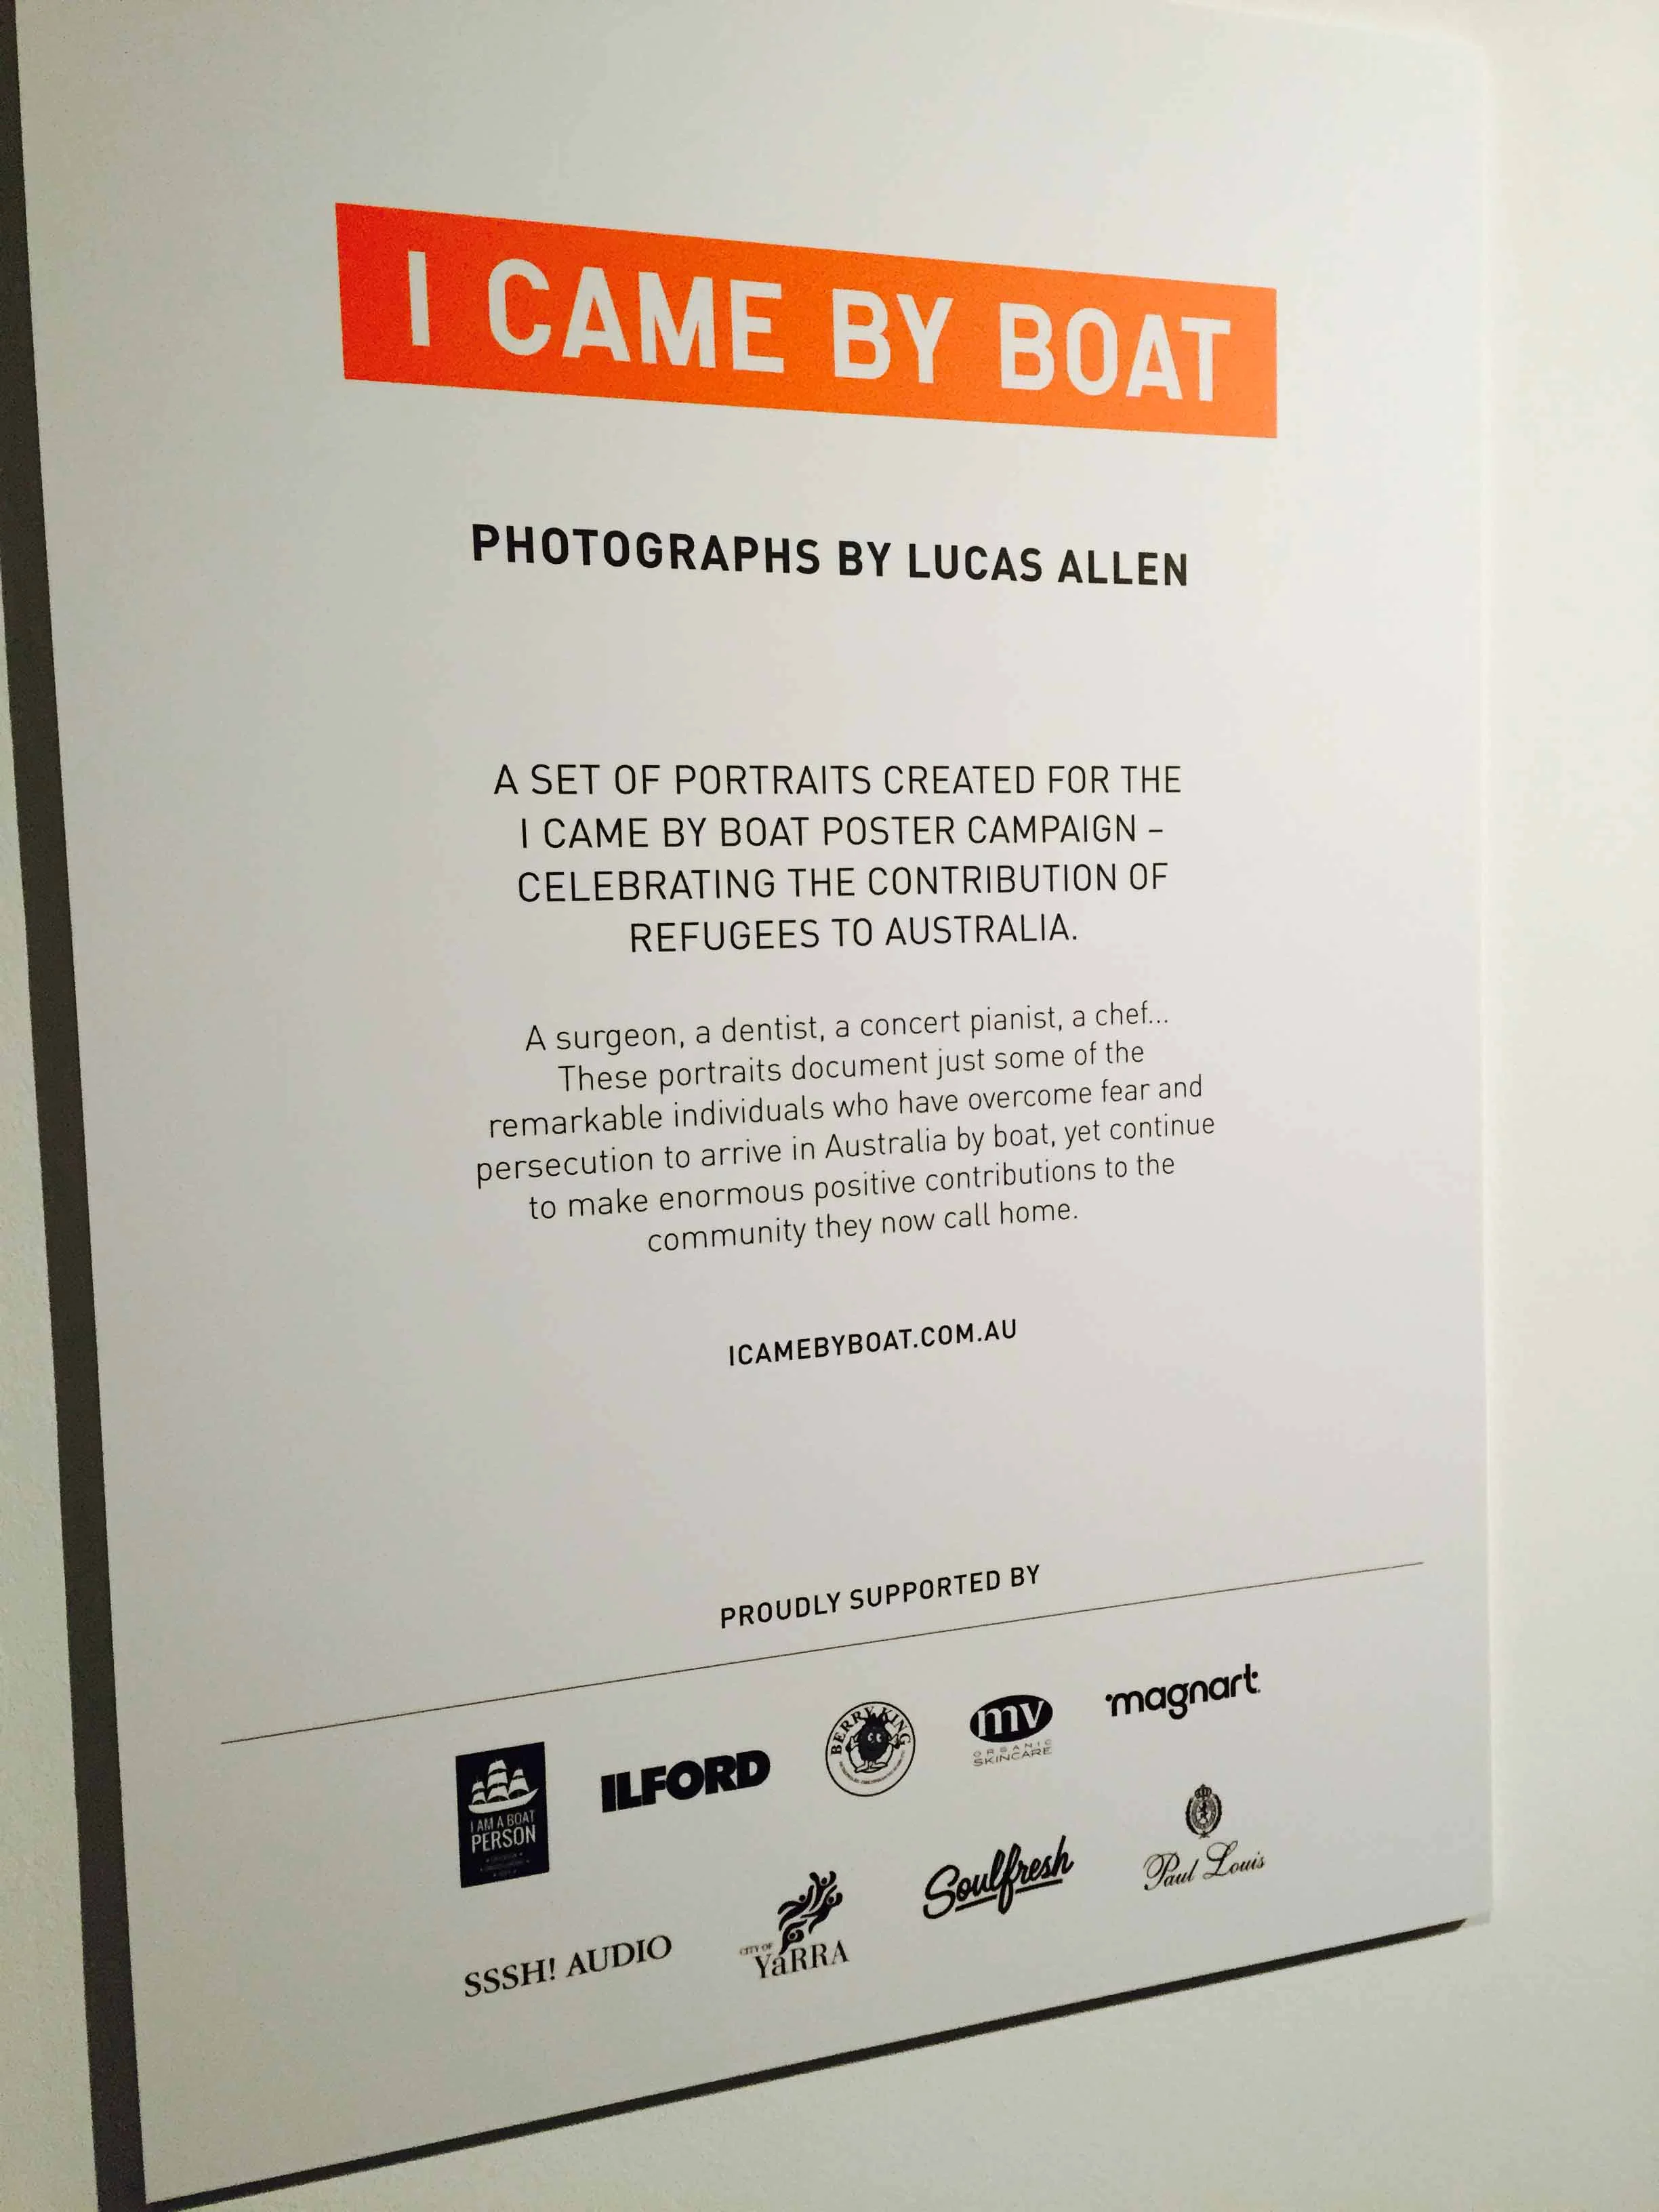 I CAME BY BOAT
PHOTOGRAPHS BY LUCAS ALLEN
A SET OF PORTRAITS CREATED FOR THE
I CAME BY BOAT POSTER CAMPAIGN –
CELEBRATING THE CONTRIBUTION OF
REFUGEES TO AUSTRALIA.
A surgeon, a dentist, a concert pianist, a chef...
These portraits document just some of the
remarkable individuals who have overcome fear and
persecution to arrive in Australia by boat, yet continue
to make enormous positive contributions to the
community they now call home.
ICAMEBYBOAT.COM.AU
PROUDLY SUPPORTED BY
I AM A BOAT
PERSON
ILFORD
BERRY KING
mv
ORGANIC
SKINCARE
magnart
SSSH! AUDIO
CITY OF
YaRRA
Soulfresh
Paul Louis